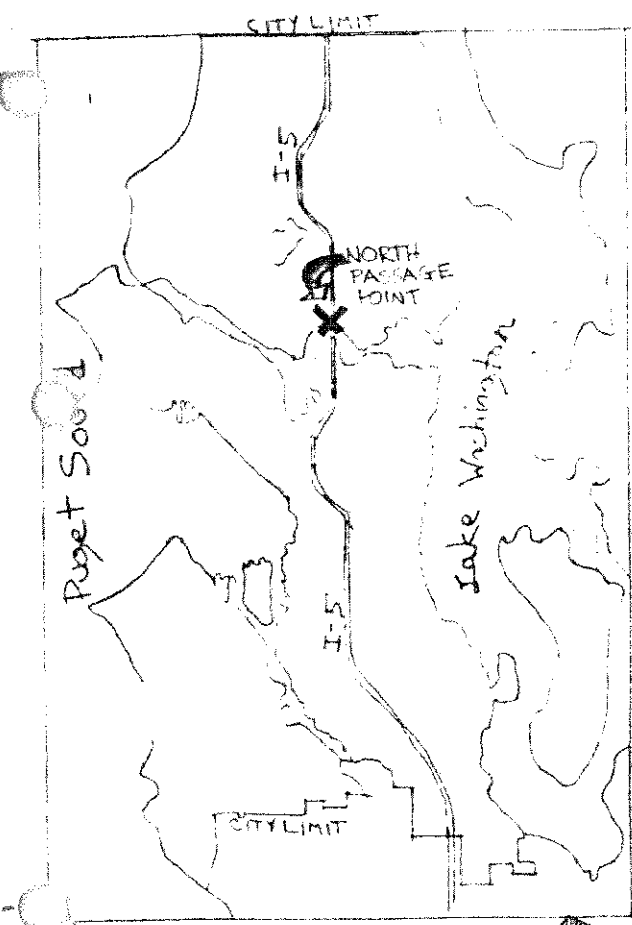 CITY LIMIT
I-5
NORTH
PASSAGE
POINT
Puget Sound
Lake Washington
I-5
CITY LIMIT